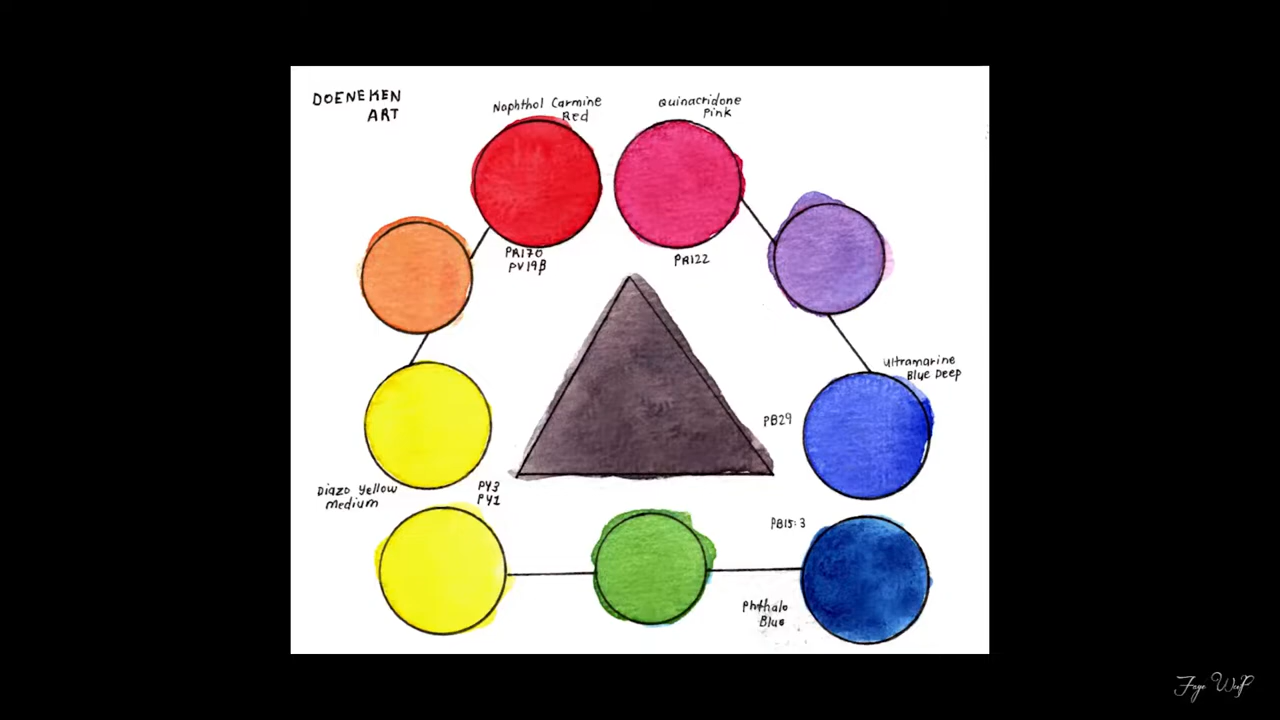 DOENEKEN
ART
Naphthol Carmine
Red
Quinacridone
Pink
PR170
PV19β
PR122
Ultramarine
Blue Deep
PB29
Diazo Yellow
Medium
PY3
PY1
PB15:3
Phthalo
Blue